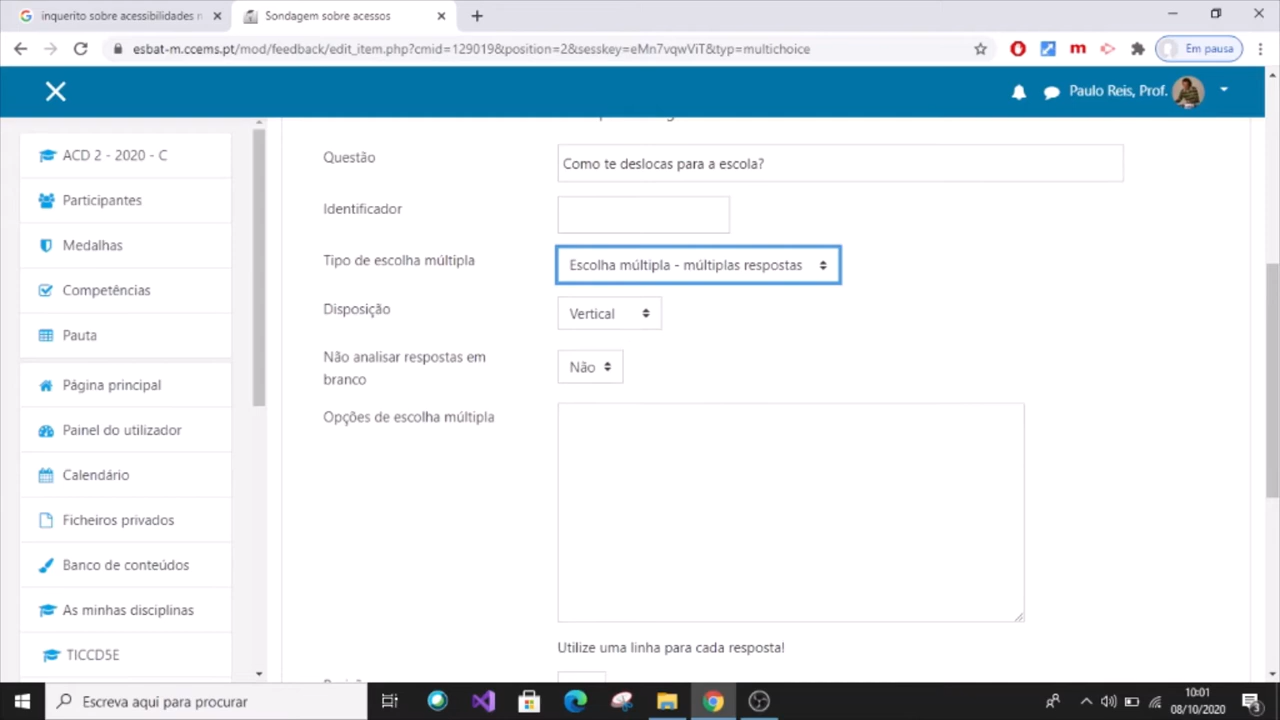 inquerito sobre acessibilidades n
Sondagem sobre acessos
esbat-m.ccems.pt/mod/feedback/edit_item.php?cmid=129019&position=2&sesskey=eMn7vqwViT&typ=multichoice
m
Em pausa
Paulo Reis, Prof.
ACD 2 - 2020 - C
Participantes
Medalhas
Competências
Pauta
Página principal
Painel do utilizador
Calendário
Ficheiros privados
Banco de conteúdos
As minhas disciplinas
TICCD5E
Questão
Como te deslocas para a escola?
Identificador
Tipo de escolha múltipla
Escolha múltipla - múltiplas respostas
Disposição
Vertical
Não analisar respostas em
branco
Não
Opções de escolha múltipla
Utilize uma linha para cada resposta!
Escreva aqui para procurar
10:01
08/10/2020
3